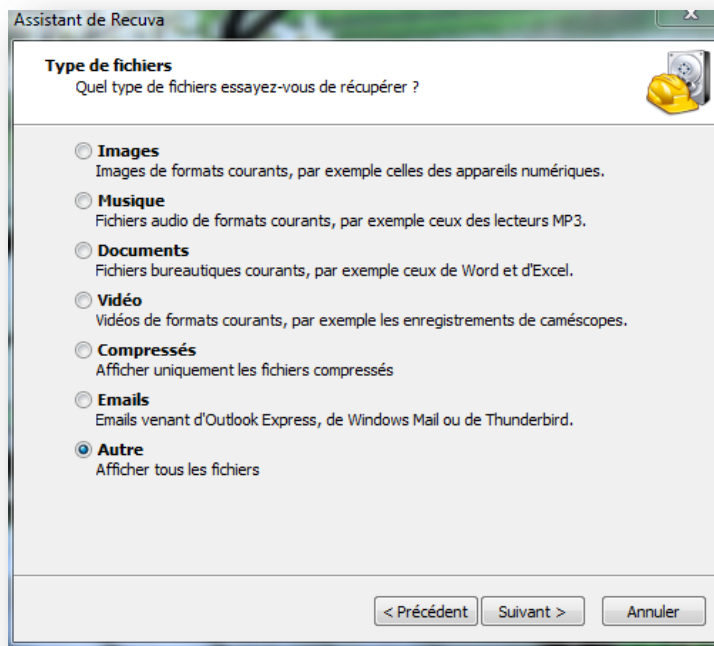 Assistant de Recuva
Type de fichiers
Quel type de fichiers essayez-vous de récupérer ?
Images
Images de formats courants, par exemple celles des appareils numériques.
Musique
Fichiers audio de formats courants, par exemple ceux des lecteurs MP3.
Documents
Fichiers bureautiques courants, par exemple ceux de Word et d'Excel.
Vidéo
Vidéos de formats courants, par exemple les enregistrements de caméscopes.
Compressés
Afficher uniquement les fichiers compressés
Emails
Emails venant d'Outlook Express, de Windows Mail ou de Thunderbird.
Autre
Afficher tous les fichiers
< Précédent Suivant > Annuler